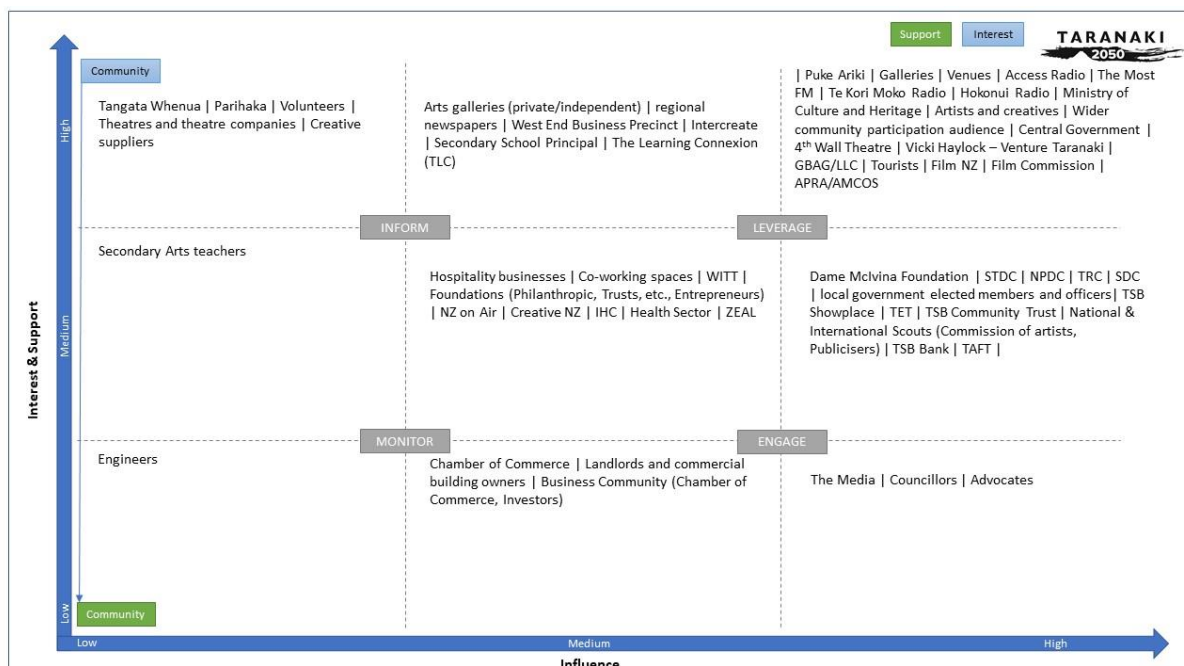 Support
Interest
TARANAKI
2050
Community
Tangata Whenua | Parihaka | Volunteers |
Theatres and theatre companies | Creative
suppliers
Arts galleries (private/independent) | regional
newspapers | West End Business Precinct | Intercreate
| Secondary School Principal | The Learning Connexion
(TLC)
| Puke Ariki | Galleries | Venues | Access Radio | The Most
FM | Te Kori Moko Radio | Hokonui Radio | Ministry of
Culture and Heritage | Artists and creatives | Wider
community participation audience | Central Government |
4th Wall Theatre | Vicki Haylock – Venture Taranaki |
GBAG/LLC | Tourists | Film NZ | Film Commission |
APRA/AMCOS
High
INFORM
LEVERAGE
Secondary Arts teachers
Hospitality businesses | Co-working spaces | WITT |
Foundations (Philanthropic, Trusts, etc., Entrepreneurs)
| NZ on Air | Creative NZ | IHC | Health Sector | ZEAL
Dame McIvina Foundation | STDC | NPDC | TRC | SDC
| local government elected members and officers| TSB
Showplace | TET | TSB Community Trust | National &
International Scouts (Commission of artists,
Publicisers) | TSB Bank | TAFT |
Interest & Support
Medium
MONITOR
ENGAGE
Engineers
Chamber of Commerce | Landlords and commercial
building owners | Business Community (Chamber of
Commerce, Investors)
The Media | Councillors | Advocates
Low
Community
Low
Medium
High
Influence